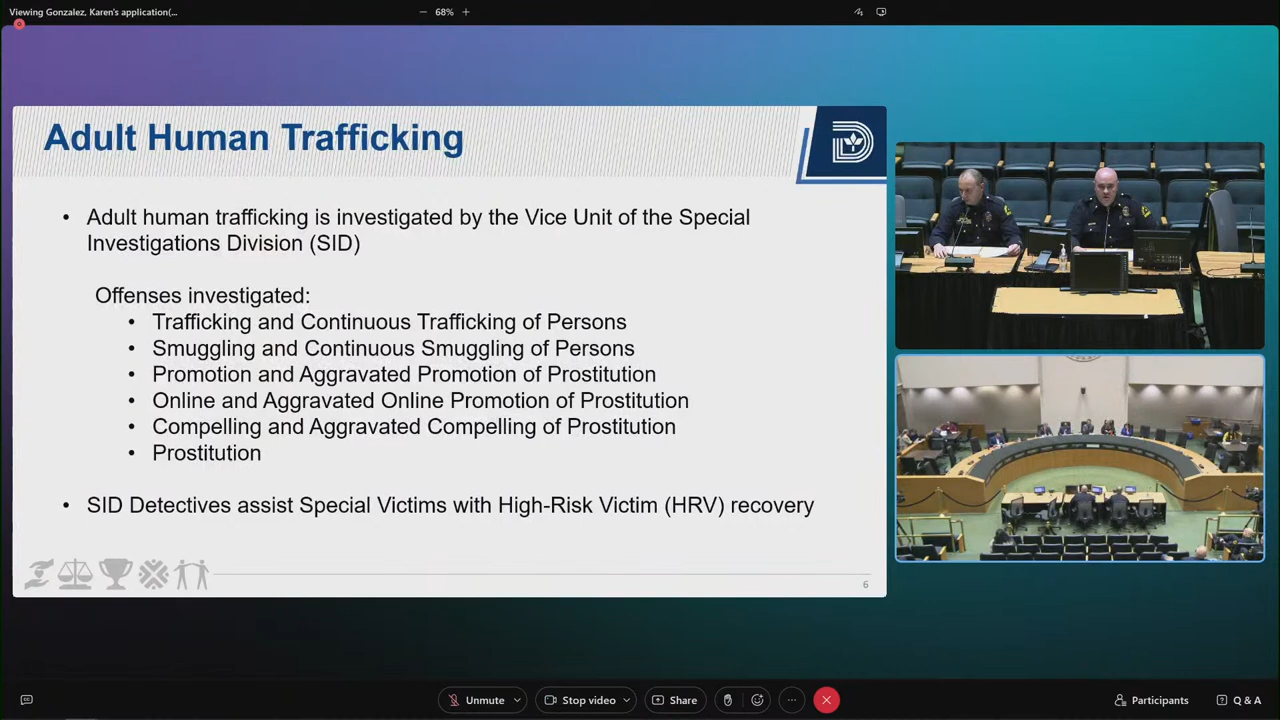 Viewing Gonzalez, Karen's application(...
68%
Adult Human Trafficking
• Adult human trafficking is investigated by the Vice Unit of the Special
Investigations Division (SID)
Offenses investigated:
• Trafficking and Continuous Trafficking of Persons
• Smuggling and Continuous Smuggling of Persons
• Promotion and Aggravated Promotion of Prostitution
• Online and Aggravated Online Promotion of Prostitution
• Compelling and Aggravated Compelling of Prostitution
• Prostitution
• SID Detectives assist Special Victims with High-Risk Victim (HRV) recovery
6
Unmute
Stop video
Share
Participants
Q & A